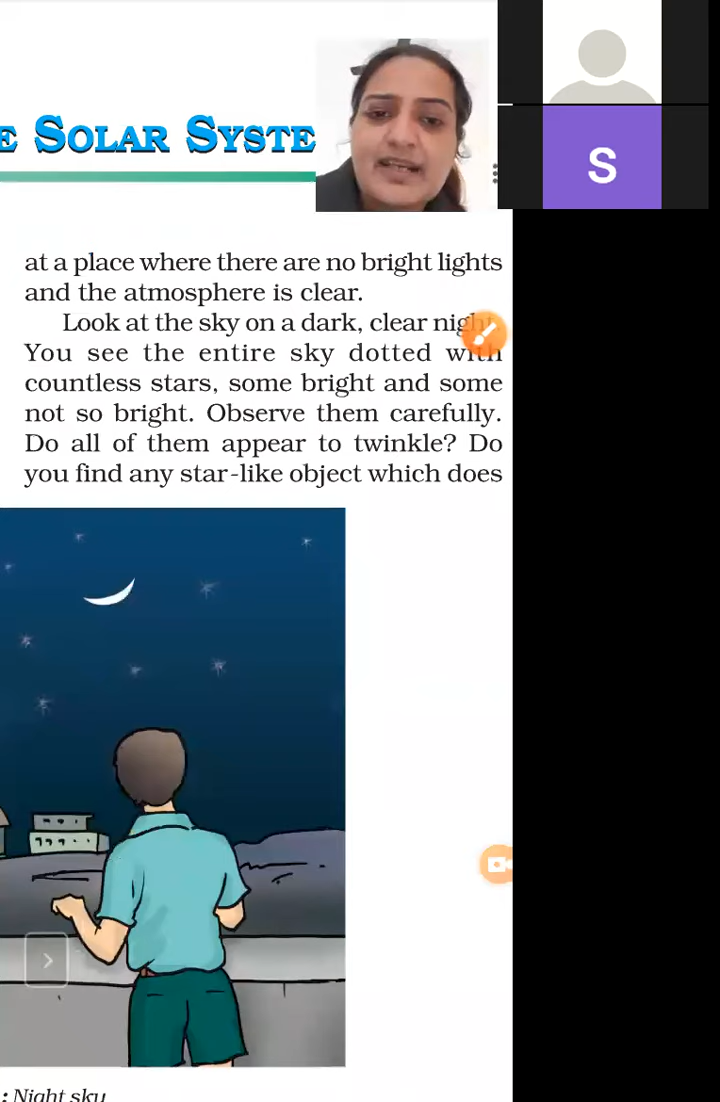 E SOLAR SYSTE
S
at a place where there are no bright lights
and the atmosphere is clear.
Look at the sky on a dark, clear night.
You see the entire sky dotted with
countless stars, some bright and some
not so bright. Observe them carefully.
Do all of them appear to twinkle? Do
you find any star-like object which does
: Night sky